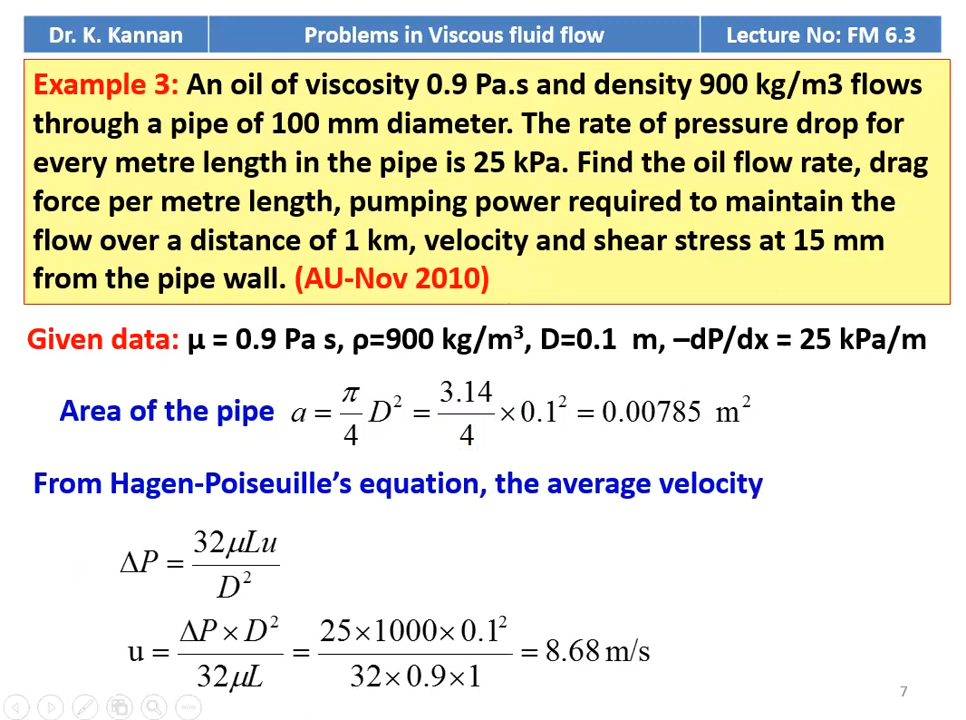 Dr. K. Kannan Problems in Viscous fluid flow Lecture No: FM 6.3
Example 3: An oil of viscosity 0.9 Pa.s and density 900 kg/m3 flows
through a pipe of 100 mm diameter. The rate of pressure drop for
every metre length in the pipe is 25 kPa. Find the oil flow rate, drag
force per metre length, pumping power required to maintain the
flow over a distance of 1 km, velocity and shear stress at 15 mm
from the pipe wall. (AU-Nov 2010)
Given data: μ = 0.9 Pa s, ρ=900 kg/m³, D=0.1 m, –dP/dx = 25 kPa/m
Area of the pipe a = π/4 D² = 3.14/4 × 0.1² = 0.00785 m²
From Hagen-Poiseuille's equation, the average velocity
ΔP = 32μLu / D²
u = ΔP × D² / 32μL = 25×1000×0.1² / 32×0.9×1 = 8.68 m/s
7